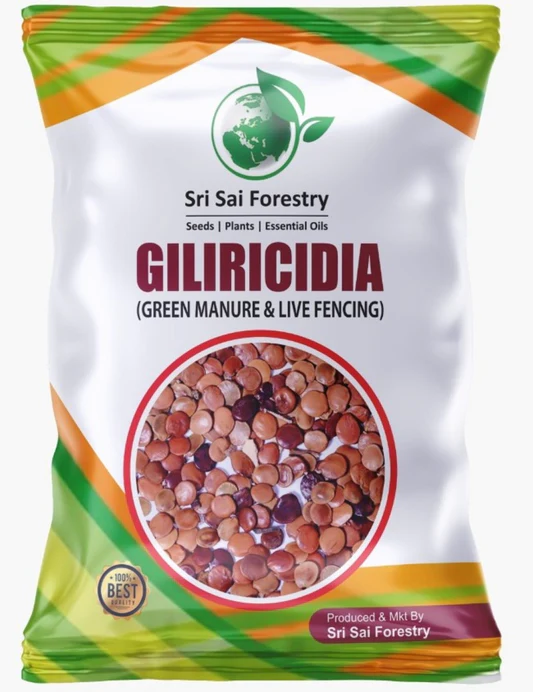 Sri Sai Forestry
Seeds | Plants | Essential Oils
GILIRICIDIA
(GREEN MANURE & LIVE FENCING)
100%
BEST
QUALITY
Produced & Mkt By
Sri Sai Forestry